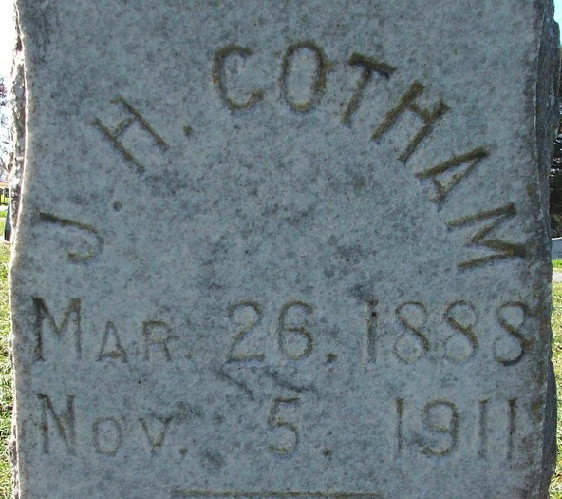 J. H. COTHAM
MAR. 26. 1888
NOV. 5. 1911